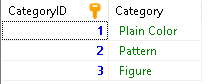 CategoryID Category
1 Plain Color
2 Pattern
3 Figure